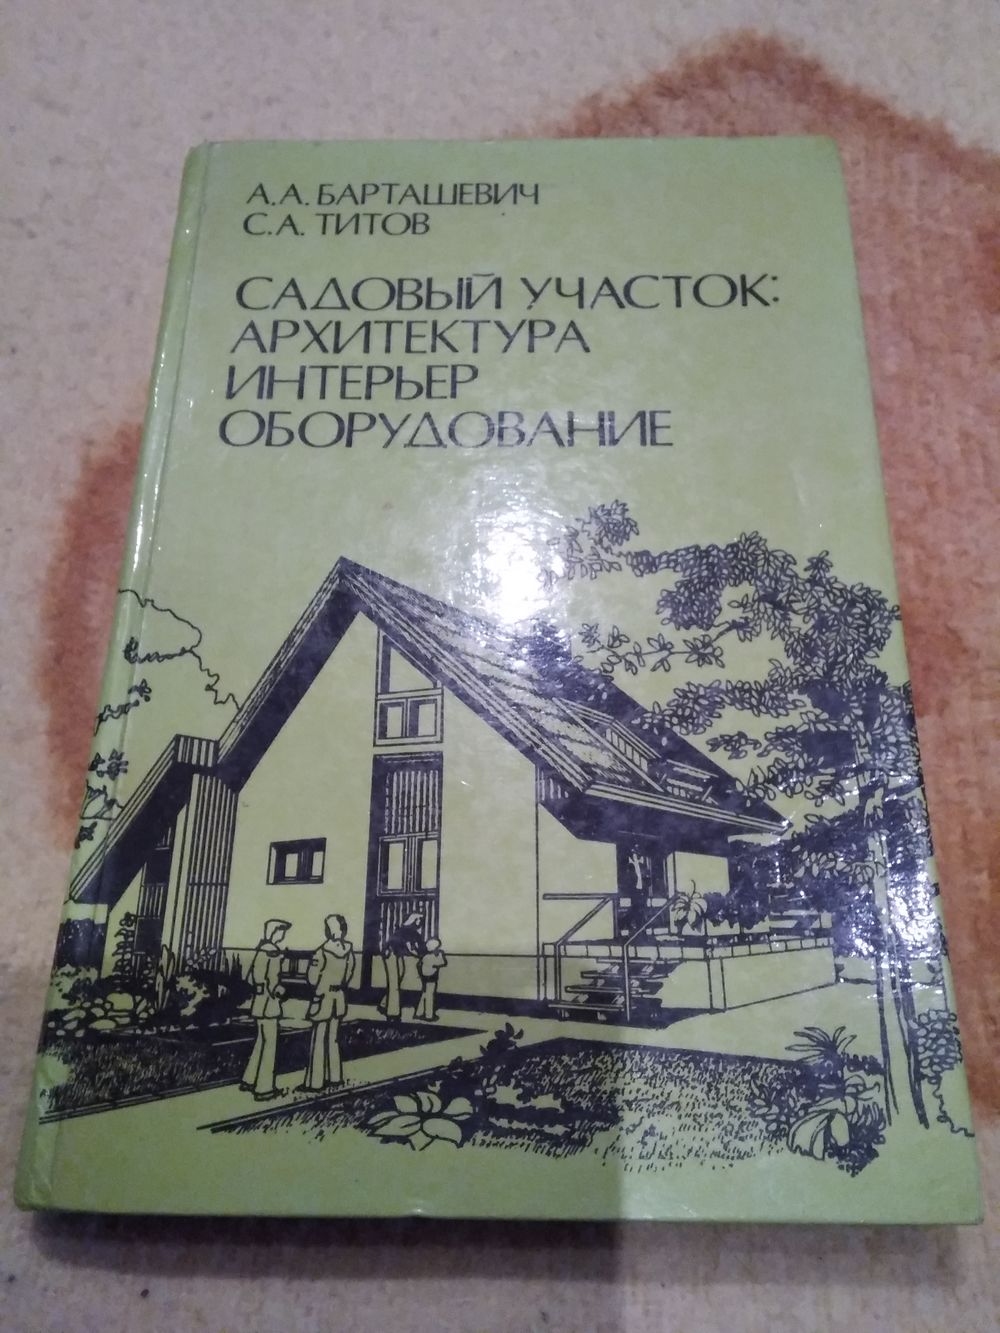 А.А. БАРТАШЕВИЧ
С.А. ТИТОВ
САДОВЫЙ УЧАСТОК:
АРХИТЕКТУРА
ИНТЕРЬЕР
ОБОРУДОВАНИЕ